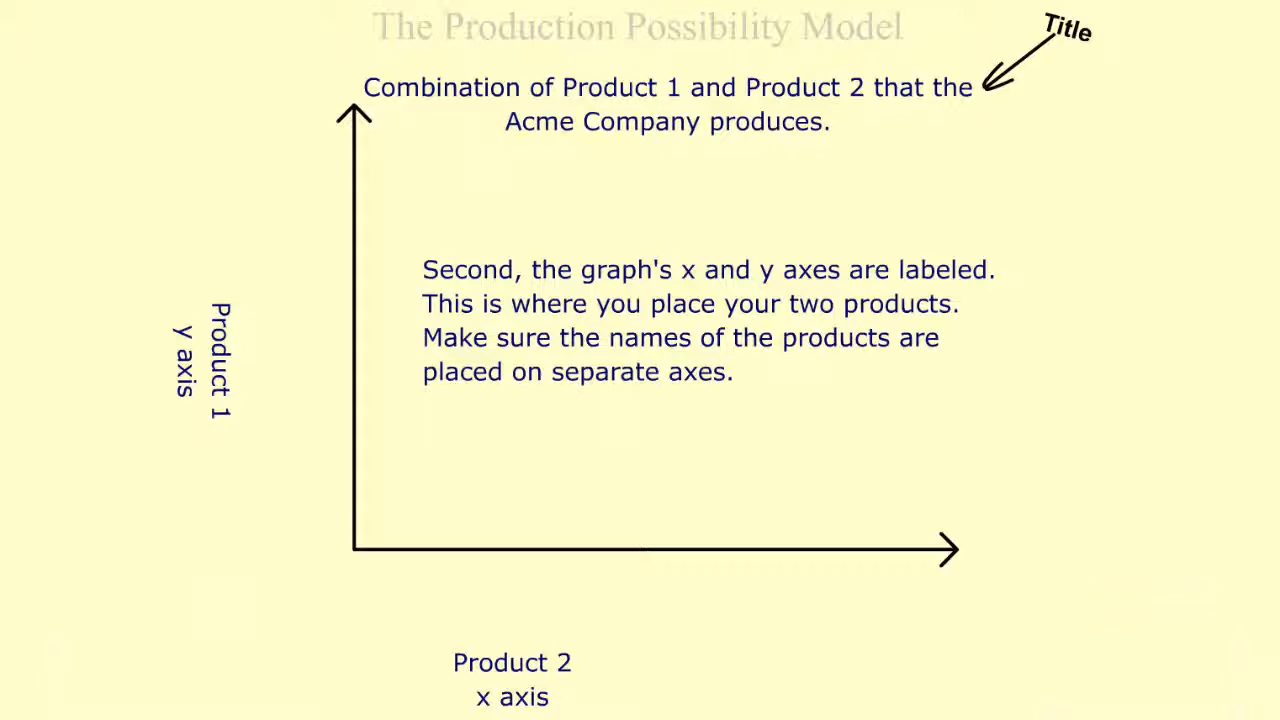 The Production Possibility Model
Title
Combination of Product 1 and Product 2 that the
Acme Company produces.
Second, the graph's x and y axes are labeled.
This is where you place your two products.
Make sure the names of the products are
placed on separate axes.
Product 1
y axis
Product 2
x axis